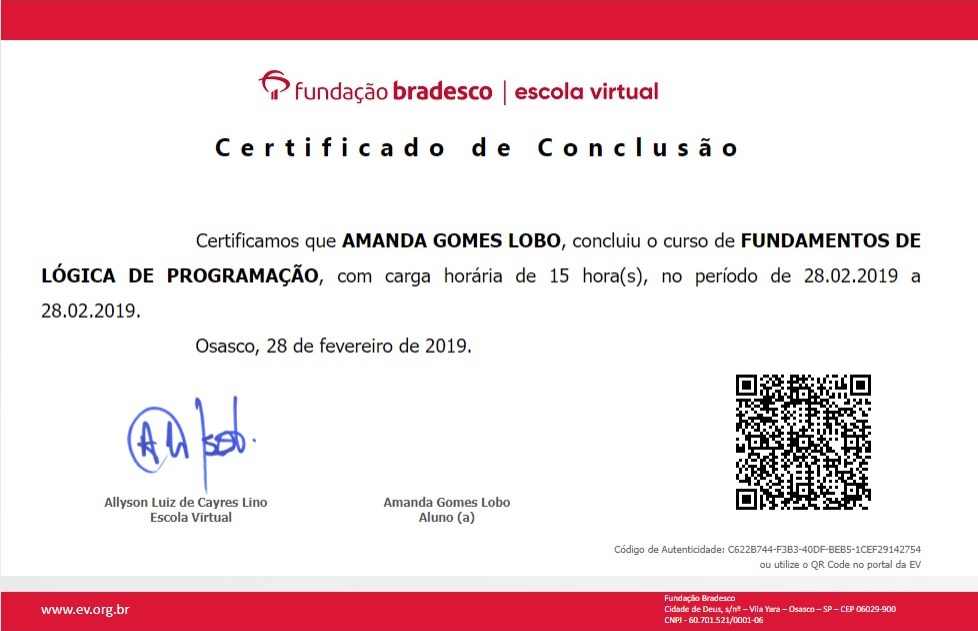 fundação bradesco | escola virtual
Certificado de Conclusão
Certificamos que AMANDA GOMES LOBO, concluiu o curso de FUNDAMENTOS DE
LÓGICA DE PROGRAMAÇÃO, com carga horária de 15 hora(s), no período de 28.02.2019 a
28.02.2019.
Osasco, 28 de fevereiro de 2019.
Allyson Luiz de Cayres Lino
Escola Virtual
Amanda Gomes Lobo
Aluno (a)
Código de Autenticidade: C622B744-F3B3-40DF-BEB5-1CEF29142754
ou utilize o QR Code no portal da EV
www.ev.org.br
Fundação Bradesco
Cidade de Deus, s/nº – Vila Yara – Osasco – SP – CEP 06029-900
CNPJ - 60.701.521/0001-06